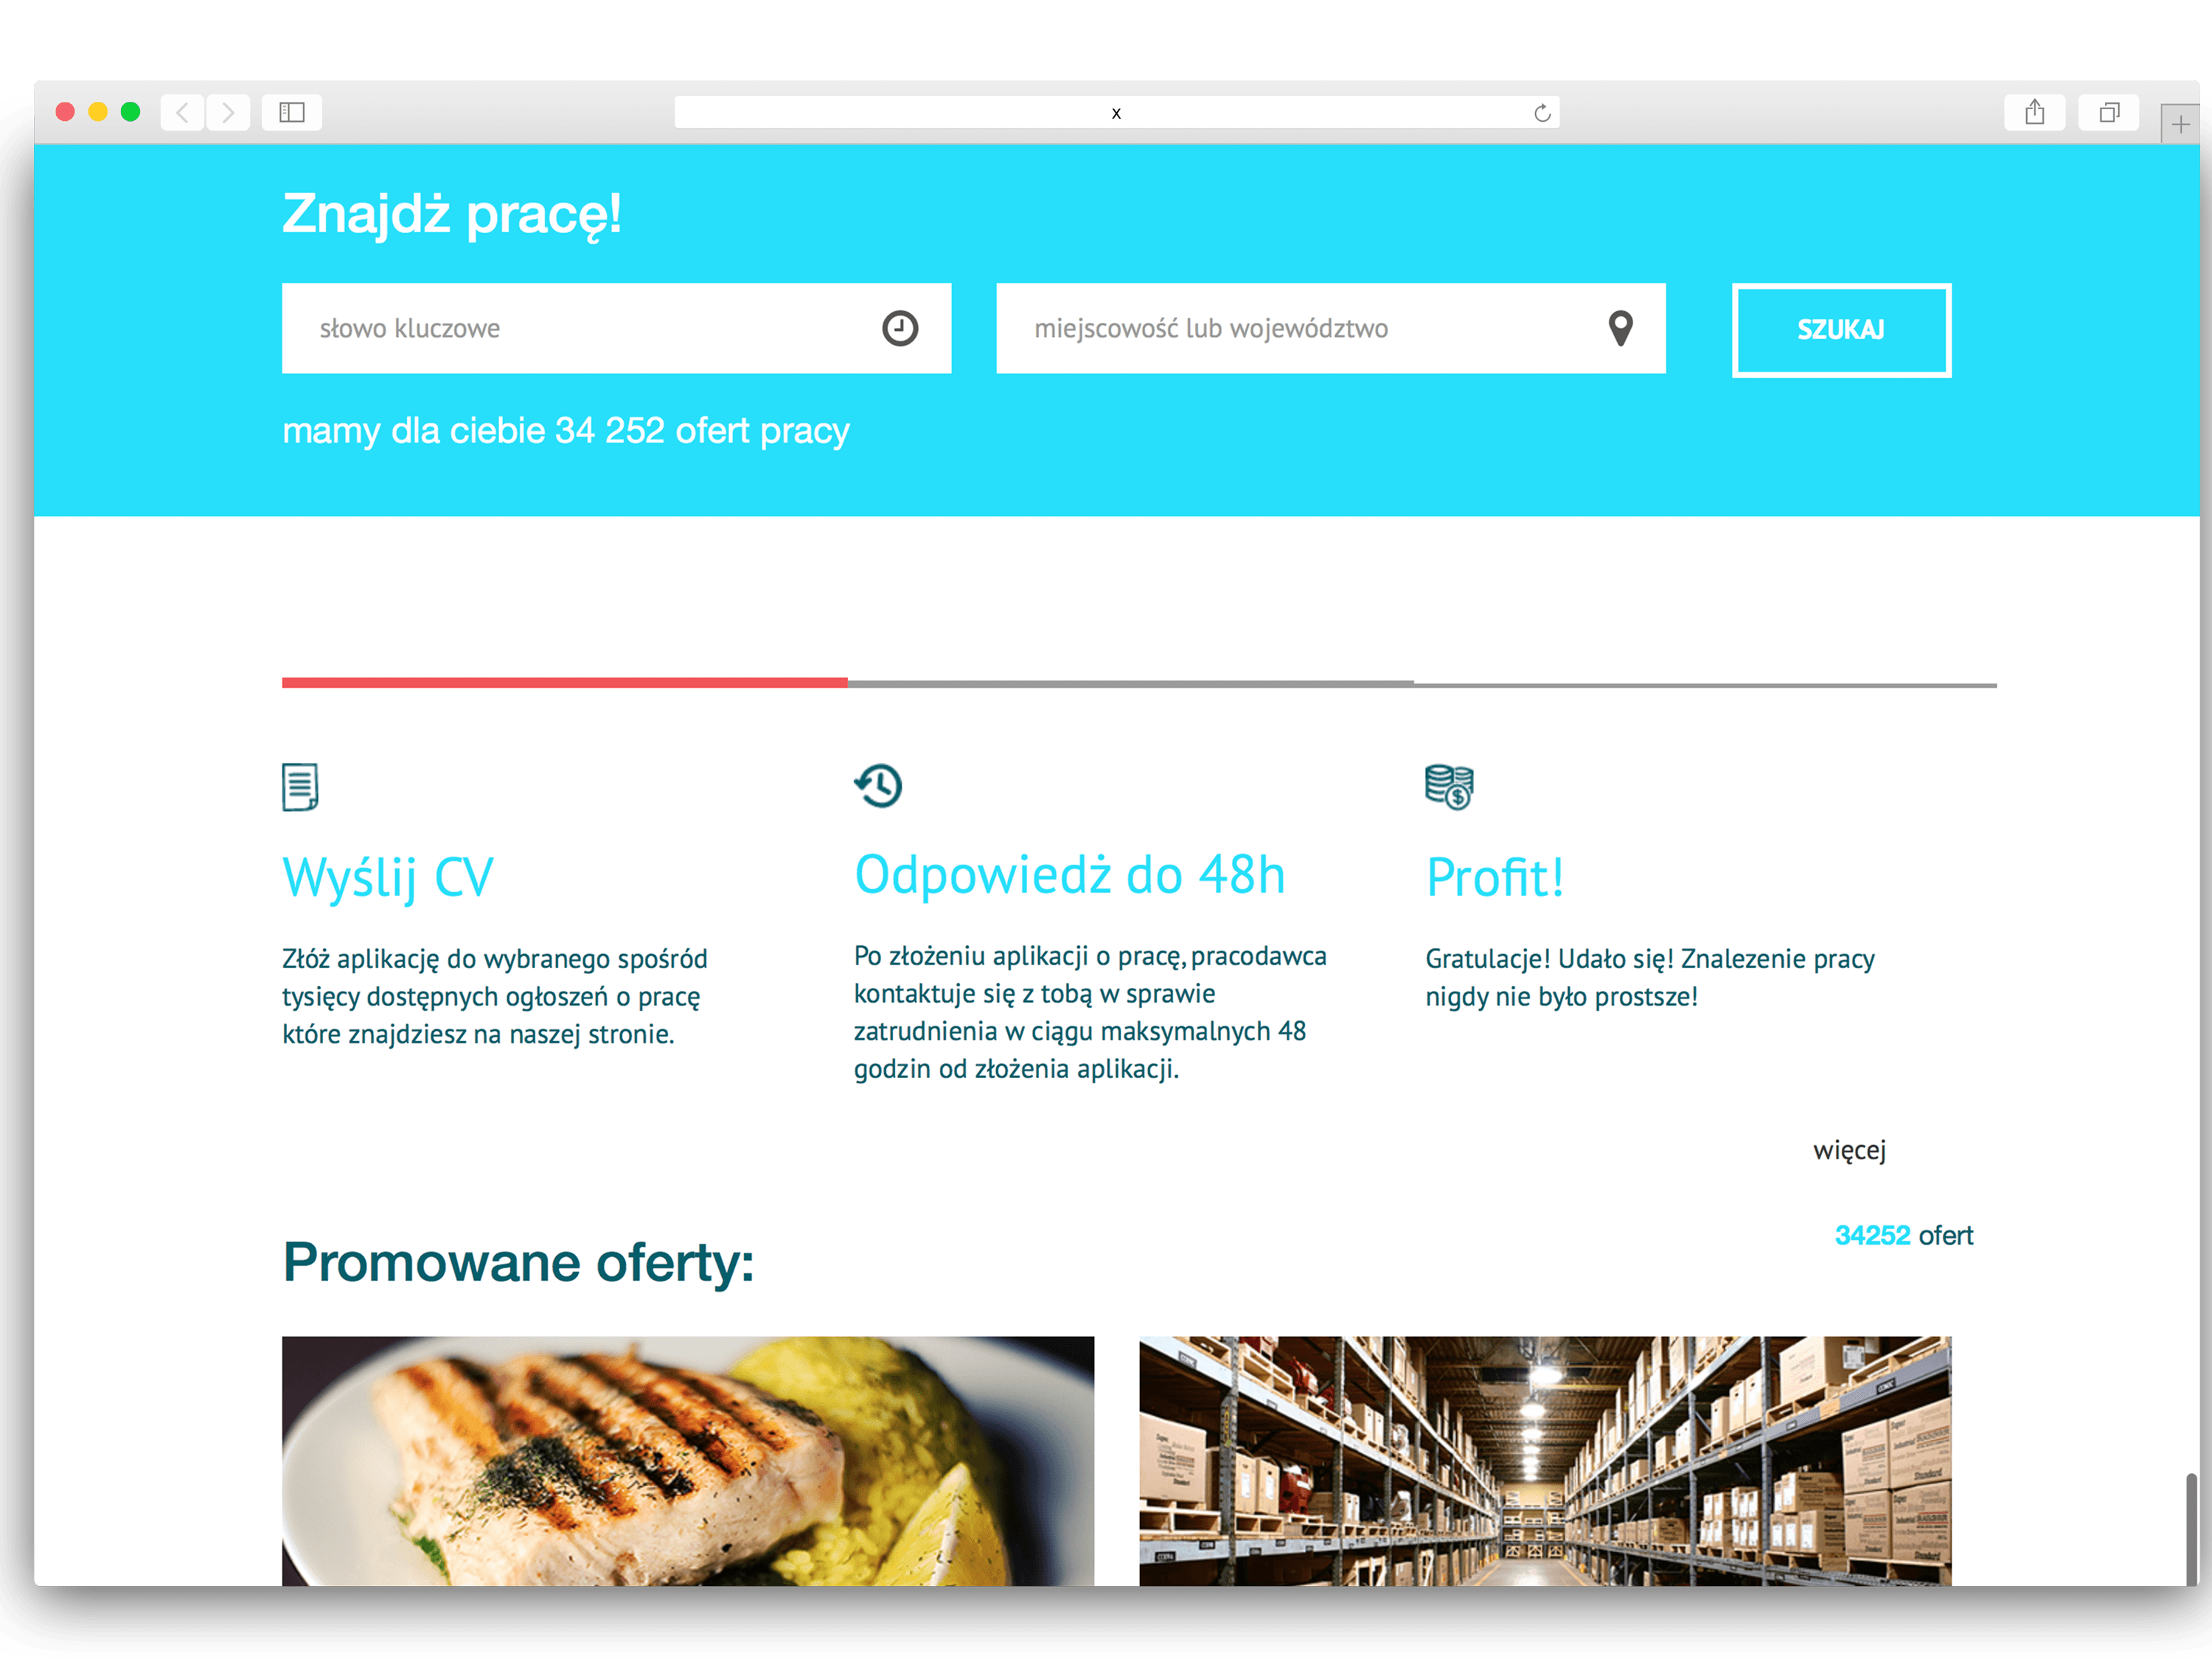 x
Znajdż pracę!
słowo kluczowe
miejscowość lub województwo
SZUKAJ
mamy dla ciebie 34 252 ofert pracy
Wyślij CV
Złóż aplikację do wybranego spośród
tysięcy dostępnych ogłoszeń o pracę
które znajdziesz na naszej stronie.
Odpowiedż do 48h
Po złożeniu aplikacji o pracę, pracodawca
kontaktuje się z tobą w sprawie
zatrudnienia w ciągu maksymalnych 48
godzin od złożenia aplikacji.
Profit!
Gratulacje! Udało się! Znalezenie pracy
nigdy nie było prostsze!
więcej
34252 ofert
Promowane oferty: